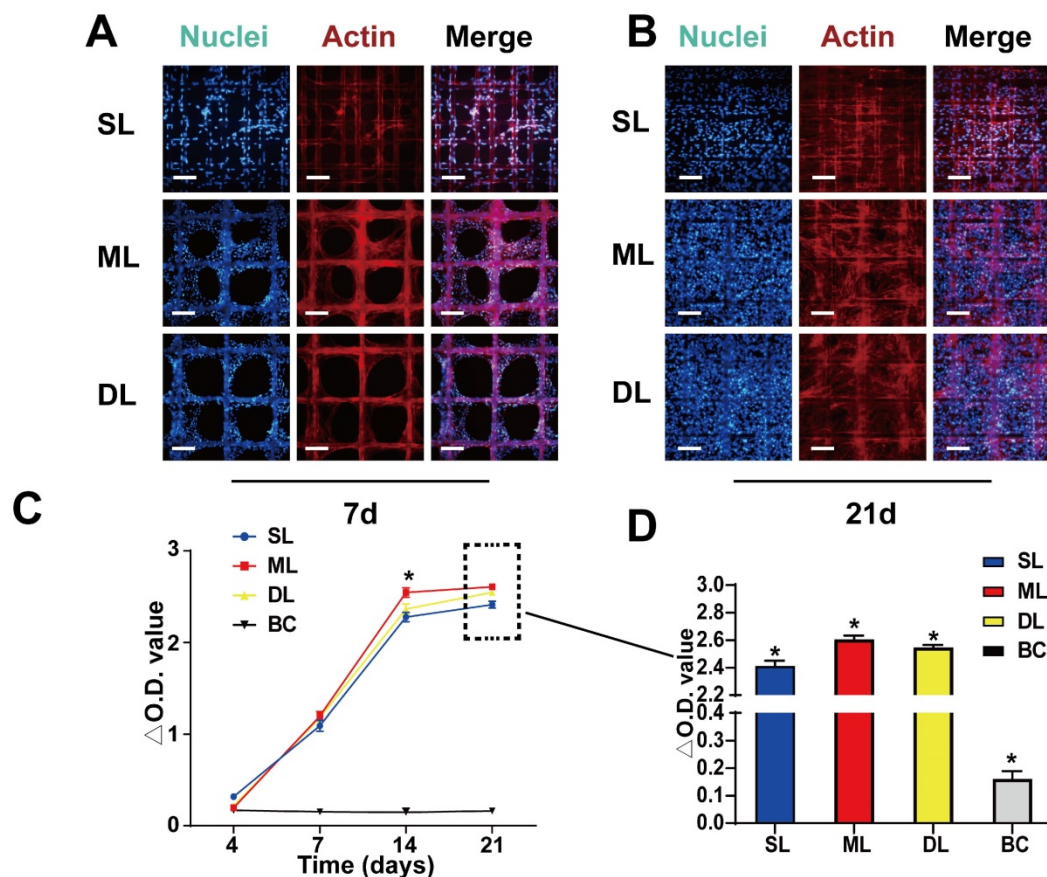 A
Nuclei Actin Merge
SL
ML
DL
7d
B
Nuclei Actin Merge
SL
ML
DL
21d
C
SL
ML
DL
BC
*
3
2
1
0
△O.D. value
4 7 14 21
Time (days)
D
SL
ML
DL
BC
* * * *
3.0
2.8
2.6
2.4
2.2
0.4
0.3
0.2
0.1
0.0
△O.D. value
SL ML DL BC